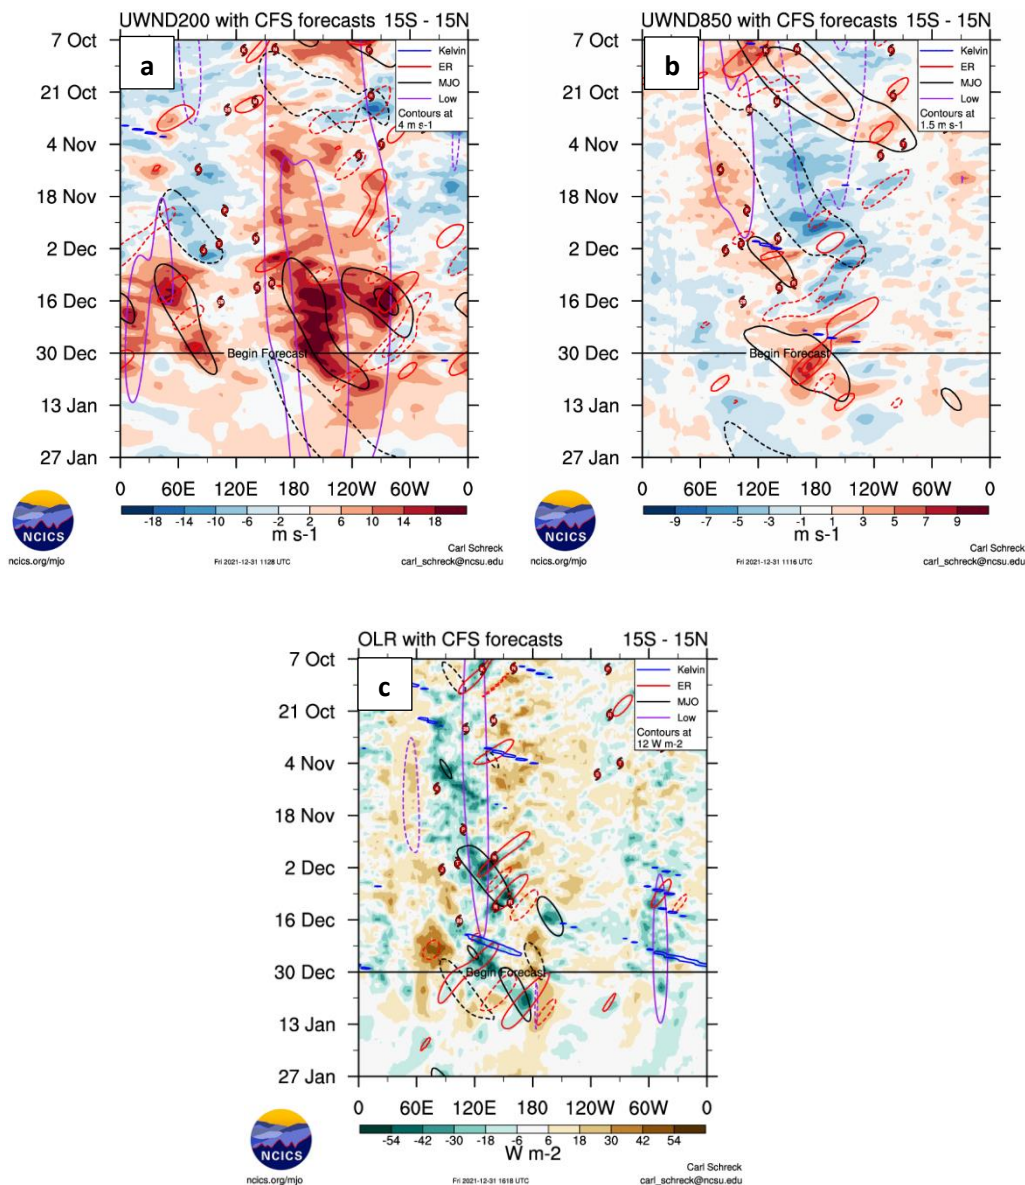 UWND200 with CFS forecasts 15S - 15N
a
Kelvin
ER
MJO
Low
Contours at
4 m s-1
7 Oct
21 Oct
4 Nov
18 Nov
2 Dec
16 Dec
30 Dec
13 Jan
27 Jan
Begin Forecast
0 60E 120E 180 120W 60W 0
-18 -14 -10 -6 -2 2 6 10 14 18
m s-1
NCICS
ncics.org/mjo
Fri 2021-12-31 1128 UTC
Carl Schreck
carl_schreck@ncsu.edu
UWND850 with CFS forecasts 15S - 15N
b
Kelvin
ER
MJO
Low
Contours at
1.5 m s-1
7 Oct
21 Oct
4 Nov
18 Nov
2 Dec
16 Dec
30 Dec
13 Jan
27 Jan
Begin Forecast
0 60E 120E 180 120W 60W 0
-9 -7 -5 -3 -1 1 3 5 7 9
m s-1
NCICS
ncics.org/mjo
Fri 2021-12-31 1116 UTC
Carl Schreck
carl_schreck@ncsu.edu
OLR with CFS forecasts 15S - 15N
c
Kelvin
ER
MJO
Low
Contours at
12 W m-2
7 Oct
21 Oct
4 Nov
18 Nov
2 Dec
16 Dec
30 Dec
13 Jan
27 Jan
Begin Forecast
0 60E 120E 180 120W 60W 0
-54 -42 -30 -18 -6 6 18 30 42 54
W m-2
NCICS
ncics.org/mjo
Fri 2021-12-31 1618 UTC
Carl Schreck
carl_schreck@ncsu.edu